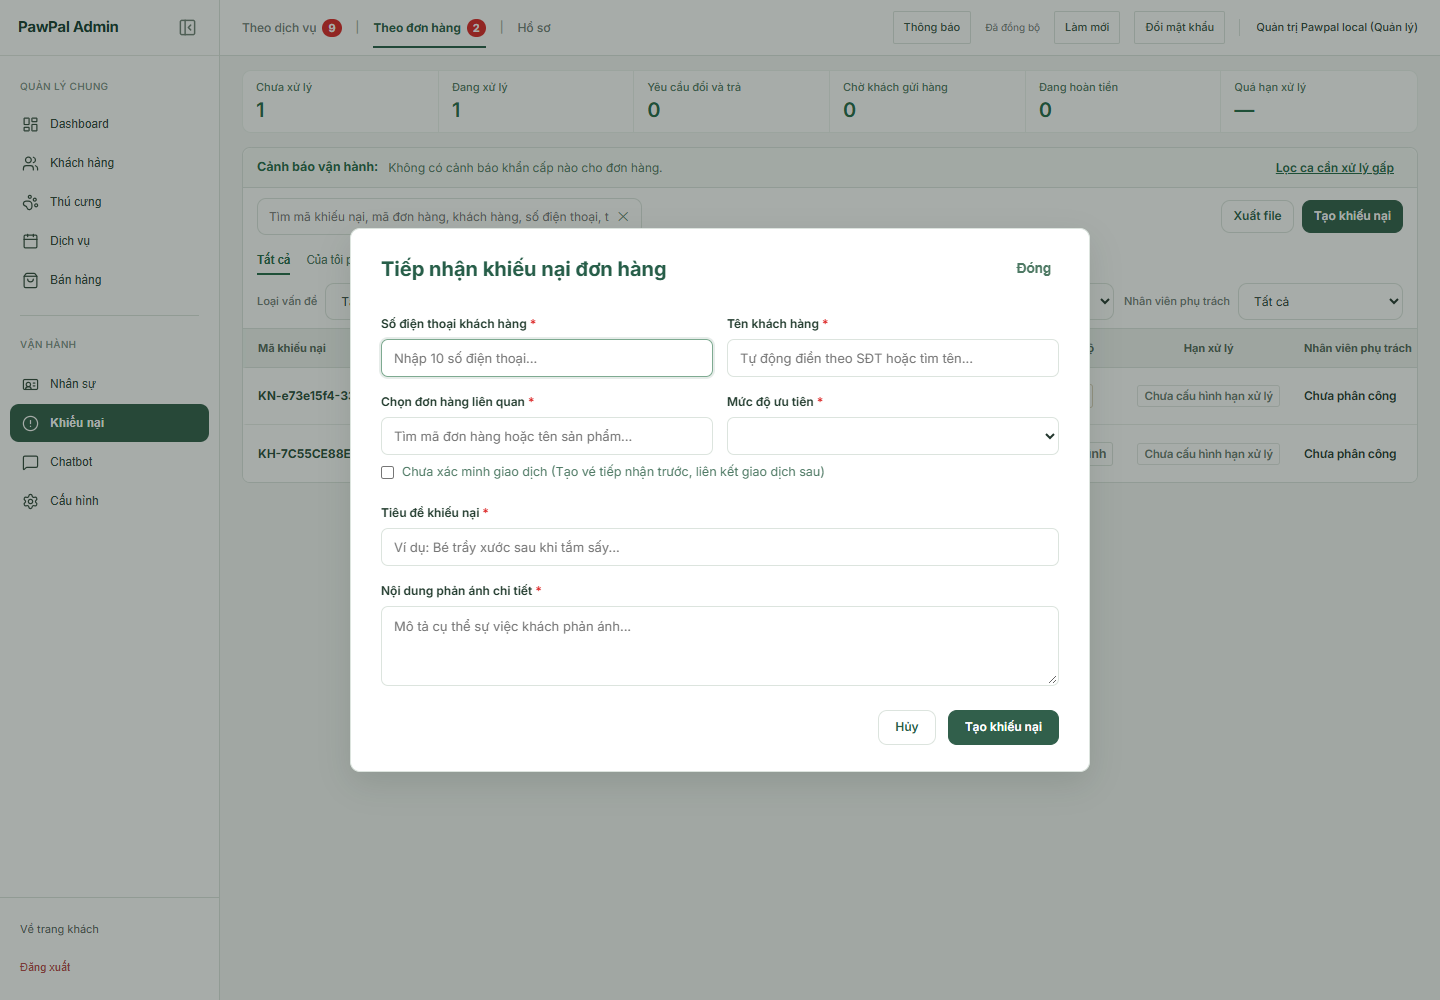 PawPal Admin
Theo dịch vụ 9 | Theo đơn hàng 2 | Hồ sơ
Thông báo
Đã đồng bộ
Làm mới
Đổi mật khẩu
Quản trị Pawpal local (Quản lý)
QUẢN LÝ CHUNG
Dashboard
Khách hàng
Thú cưng
Dịch vụ
Bán hàng
VẬN HÀNH
Nhân sự
Khiếu nại
Chatbot
Cấu hình
Về trang khách
Đăng xuất
Chưa xử lý
1
Đang xử lý
1
Yêu cầu đổi và trả
0
Chờ khách gửi hàng
0
Đang hoàn tiền
0
Quá hạn xử lý
—
Cảnh báo vận hành: Không có cảnh báo khẩn cấp nào cho đơn hàng.
Lọc ca cần xử lý gấp
Tìm mã khiếu nại, mã đơn hàng, khách hàng, số điện thoại, t
Xuất file
Tạo khiếu nại
Tất cả
Của tôi
Loại vấn đề
Nhân viên phụ trách
Tất cả
Mã khiếu nại
Hạn xử lý
Nhân viên phụ trách
KN-e73e15f4-3
Chưa cấu hình hạn xử lý
Chưa phân công
KH-7C55CE88E
Chưa cấu hình hạn xử lý
Chưa phân công
Tiếp nhận khiếu nại đơn hàng
Đóng
Số điện thoại khách hàng *
Tên khách hàng *
Nhập 10 số điện thoại...
Tự động điền theo SĐT hoặc tìm tên...
Chọn đơn hàng liên quan *
Mức độ ưu tiên *
Tìm mã đơn hàng hoặc tên sản phẩm...
Chưa xác minh giao dịch (Tạo vé tiếp nhận trước, liên kết giao dịch sau)
Tiêu đề khiếu nại *
Ví dụ: Bé trầy xước sau khi tắm sấy...
Nội dung phản ánh chi tiết *
Mô tả cụ thể sự việc khách phản ánh...
Hủy
Tạo khiếu nại